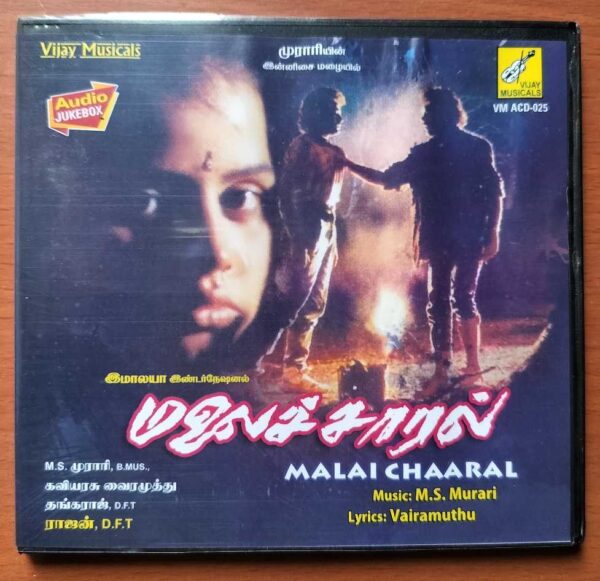 Vijay Musicals
Audio
JUKEBOX
முராரியின்
இன்னிசை மழையில்
VIJAY
MUSICALS
VM ACD-025
இமாலயா இண்டர்நேஷனல்
மலைச்சாரல்
MALAI CHAARAL
M.S. முராரி, B.MUS.,
கவியரசு வைரமுத்து
தங்கராஜ், D.F.T
ராஜன், D.F.T
Music: M.S. Murari
Lyrics: Vairamuthu